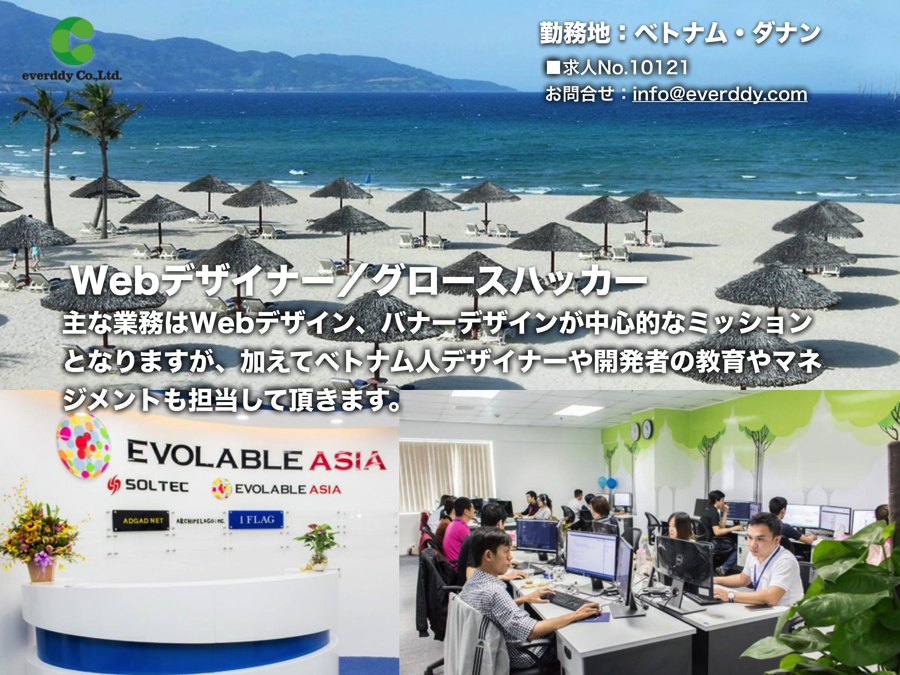 everddy Co.,Ltd.
勤務地：ベトナム・ダナン
■求人No.10121
お問合せ：info@everddy.com
Webデザイナー／グロースハッカー
主な業務はWebデザイン、バナーデザインが中心的なミッション
となりますが、加えてベトナム人デザイナーや開発者の教育やマネ
ジメントも担当して頂きます。
EVOLABLE ASIA
SOLTEC EVOLABLE ASIA
ADGAD NET ARCHIPELAGO INC. 1 FLAG